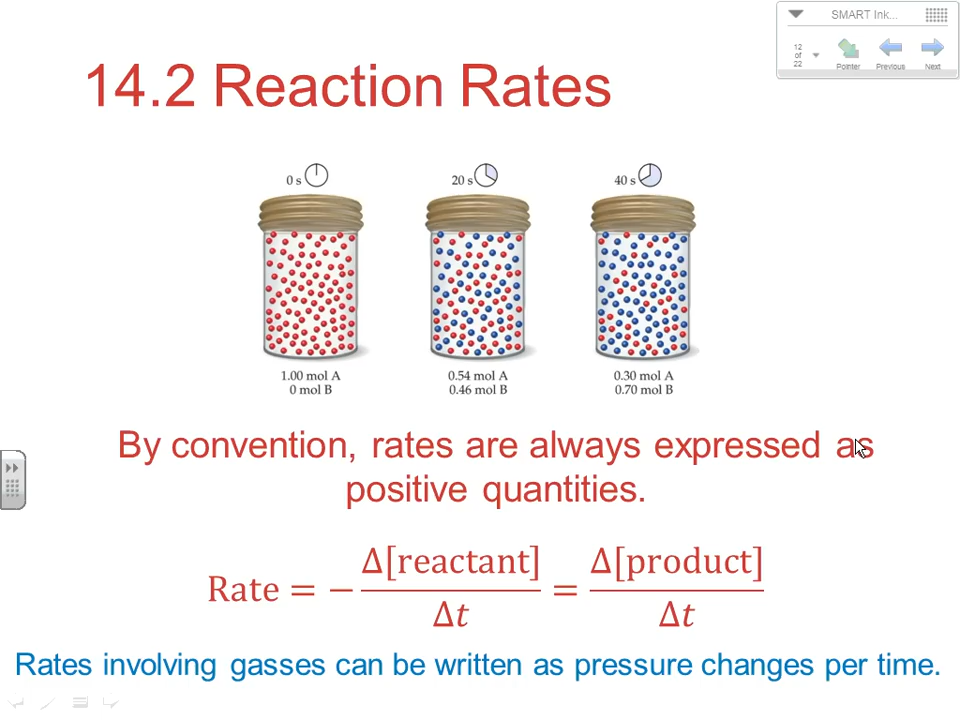 SMART Ink...
12
of
22
Pointer
Previous
Next
14.2 Reaction Rates
0 s
20 s
40 s
1.00 mol A
0 mol B
0.54 mol A
0.46 mol B
0.30 mol A
0.70 mol B
By convention, rates are always expressed as
positive quantities.
Rate = − Δ[reactant] / Δt = Δ[product] / Δt
Rates involving gasses can be written as pressure changes per time.